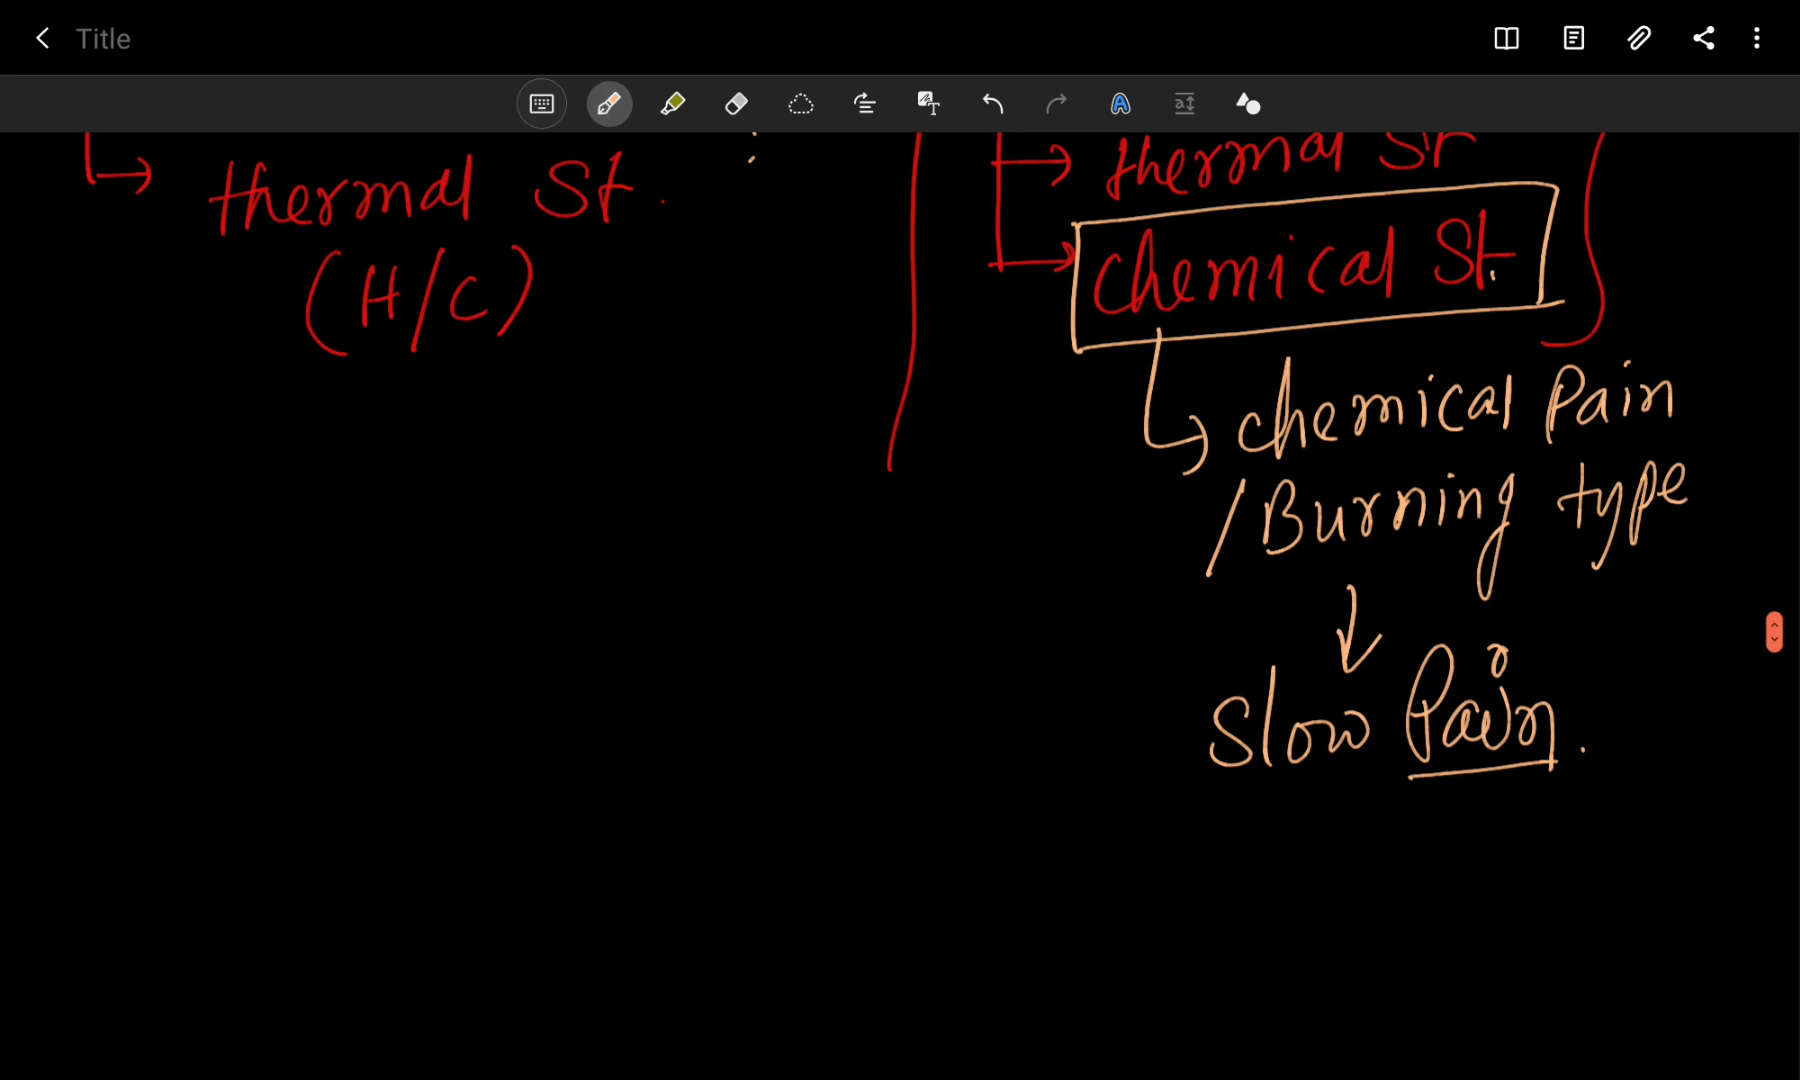 Title
thermal St.
(H/C)
thermal St
Chemical St.
Chemical Pain
/Burning type
Slow Pain.